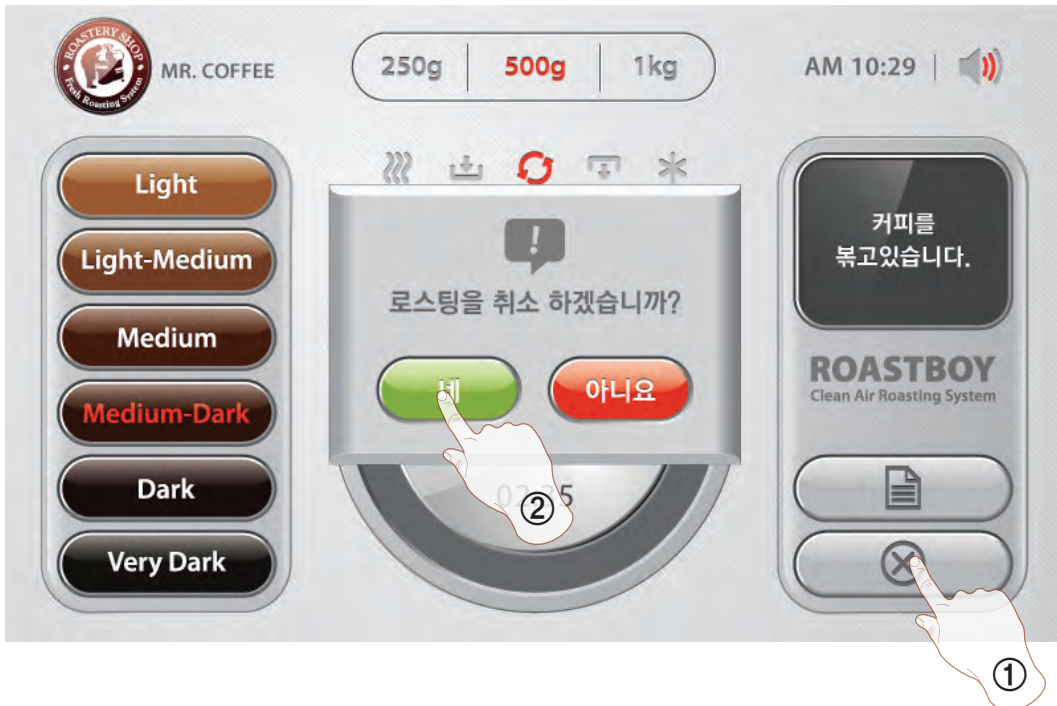 ROASTERY SHOP
Fresh Roasting System
MR. COFFEE
250g
500g
1kg
AM 10:29
Light
Light-Medium
Medium
Medium-Dark
Dark
Very Dark
!
로스팅을 취소 하겠습니까?
네
아니요
②
커피를
볶고있습니다.
ROASTBOY
Clean Air Roasting System
①